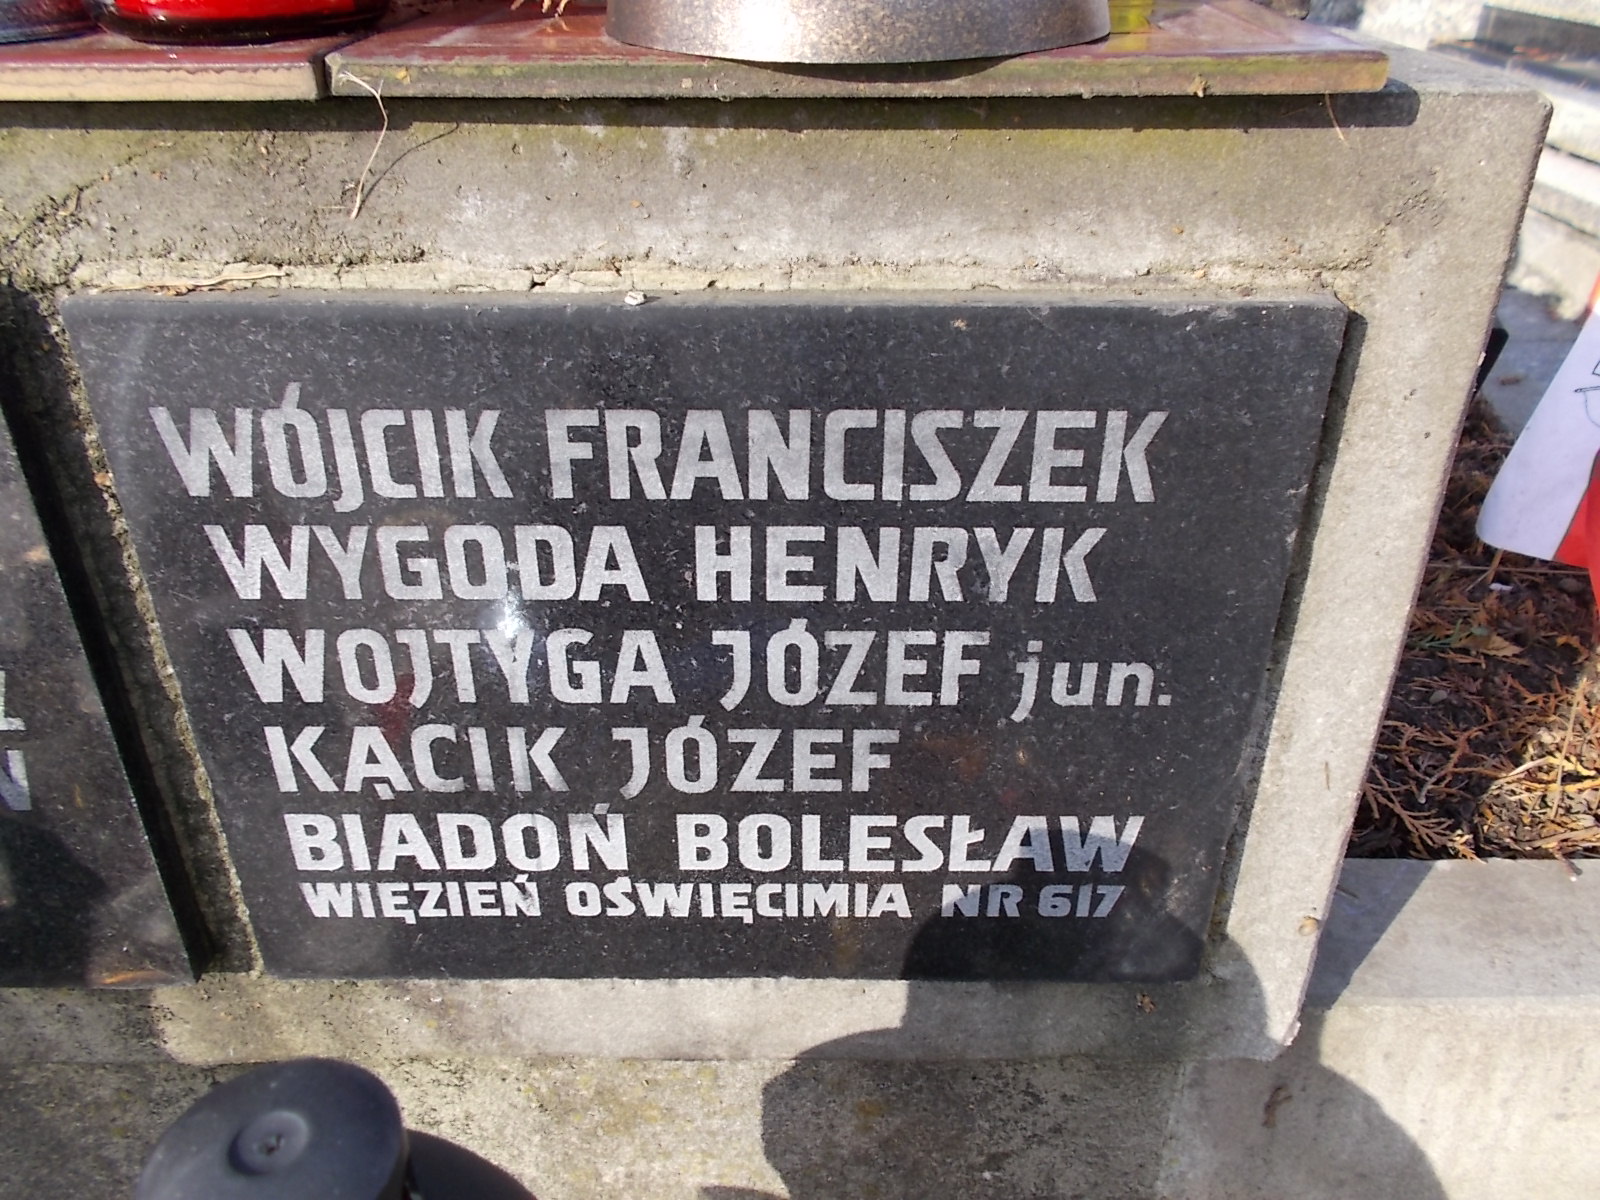 WÓJCIK FRANCISZEK
WYGODA HENRYK
WOJTYGA JÓZEF jun.
KĄCIK JÓZEF
BIADOŃ BOLESŁAW
WIĘZIEŃ OŚWIĘCIMIA NR 617